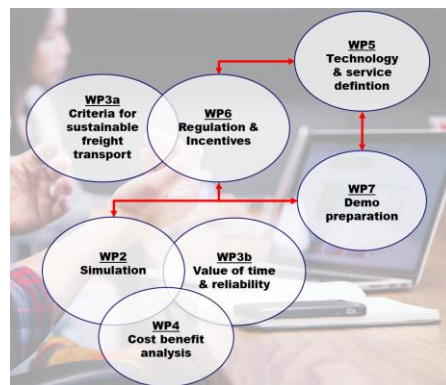 WP5
Technology
& service
defintion
WP3a
Criteria for
sustainable
freight
transport
WP6
Regulation &
Incentives
WP7
Demo
preparation
WP2
Simulation
WP3b
Value of time
& reliability
WP4
Cost benefit
analysis